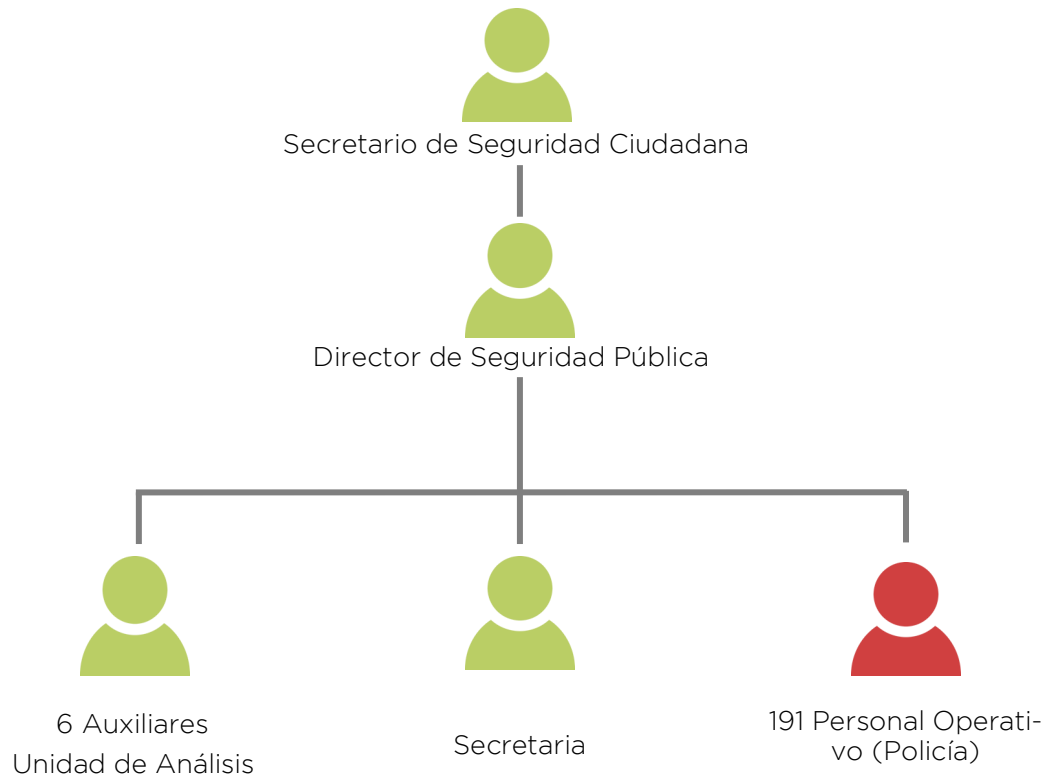 Secretario de Seguridad Ciudadana
Director de Seguridad Pública
6 Auxiliares
Unidad de Análisis
Secretaria
191 Personal Operati-
vo (Policía)